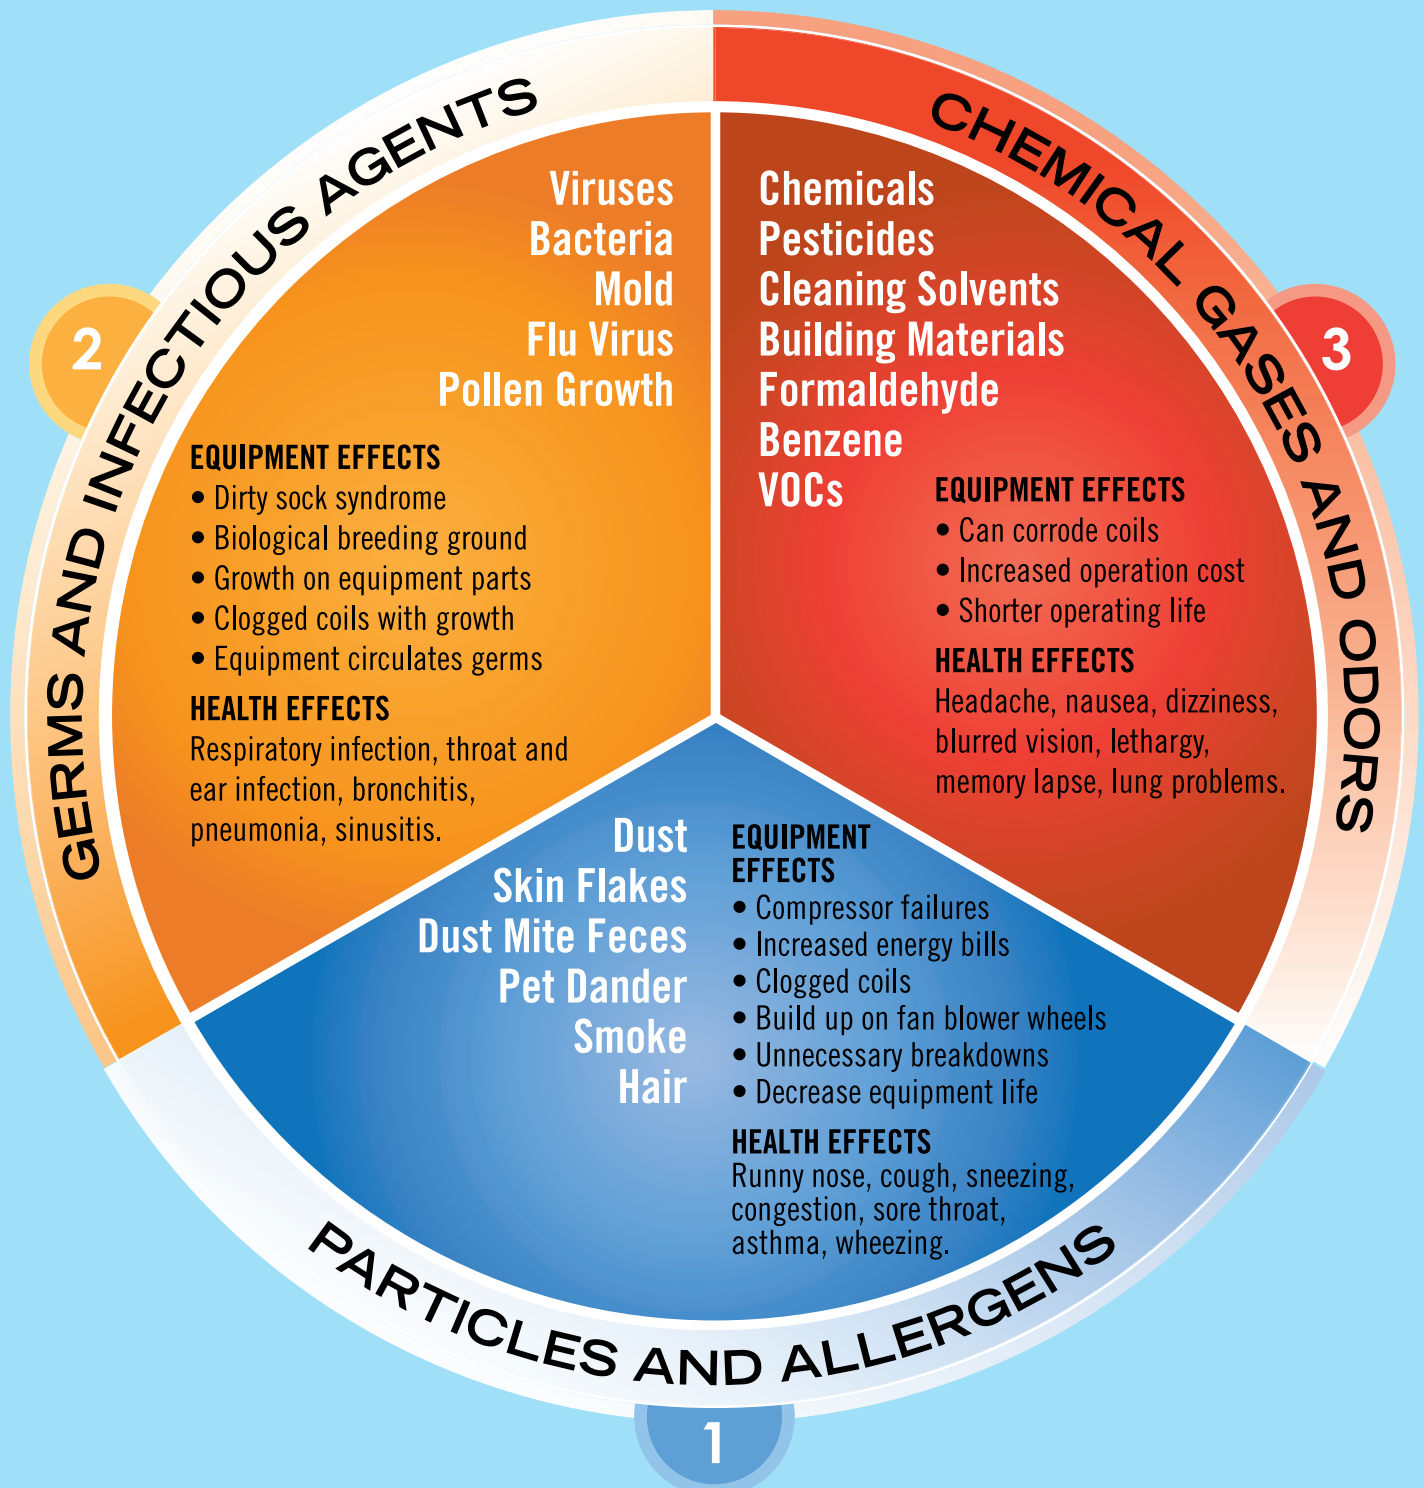 GERMS AND INFECTIOUS AGENTS
2
Viruses
Bacteria
Mold
Flu Virus
Pollen Growth
EQUIPMENT EFFECTS
• Dirty sock syndrome
• Biological breeding ground
• Growth on equipment parts
• Clogged coils with growth
• Equipment circulates germs
HEALTH EFFECTS
Respiratory infection, throat and
ear infection, bronchitis,
pneumonia, sinusitis.
CHEMICAL GASES AND ODORS
3
Chemicals
Pesticides
Cleaning Solvents
Building Materials
Formaldehyde
Benzene
VOCs
EQUIPMENT EFFECTS
• Can corrode coils
• Increased operation cost
• Shorter operating life
HEALTH EFFECTS
Headache, nausea, dizziness,
blurred vision, lethargy,
memory lapse, lung problems.
Dust
Skin Flakes
Dust Mite Feces
Pet Dander
Smoke
Hair
EQUIPMENT
EFFECTS
• Compressor failures
• Increased energy bills
• Clogged coils
• Build up on fan blower wheels
• Unnecessary breakdowns
• Decrease equipment life
HEALTH EFFECTS
Runny nose, cough, sneezing,
congestion, sore throat,
asthma, wheezing.
PARTICLES AND ALLERGENS
1